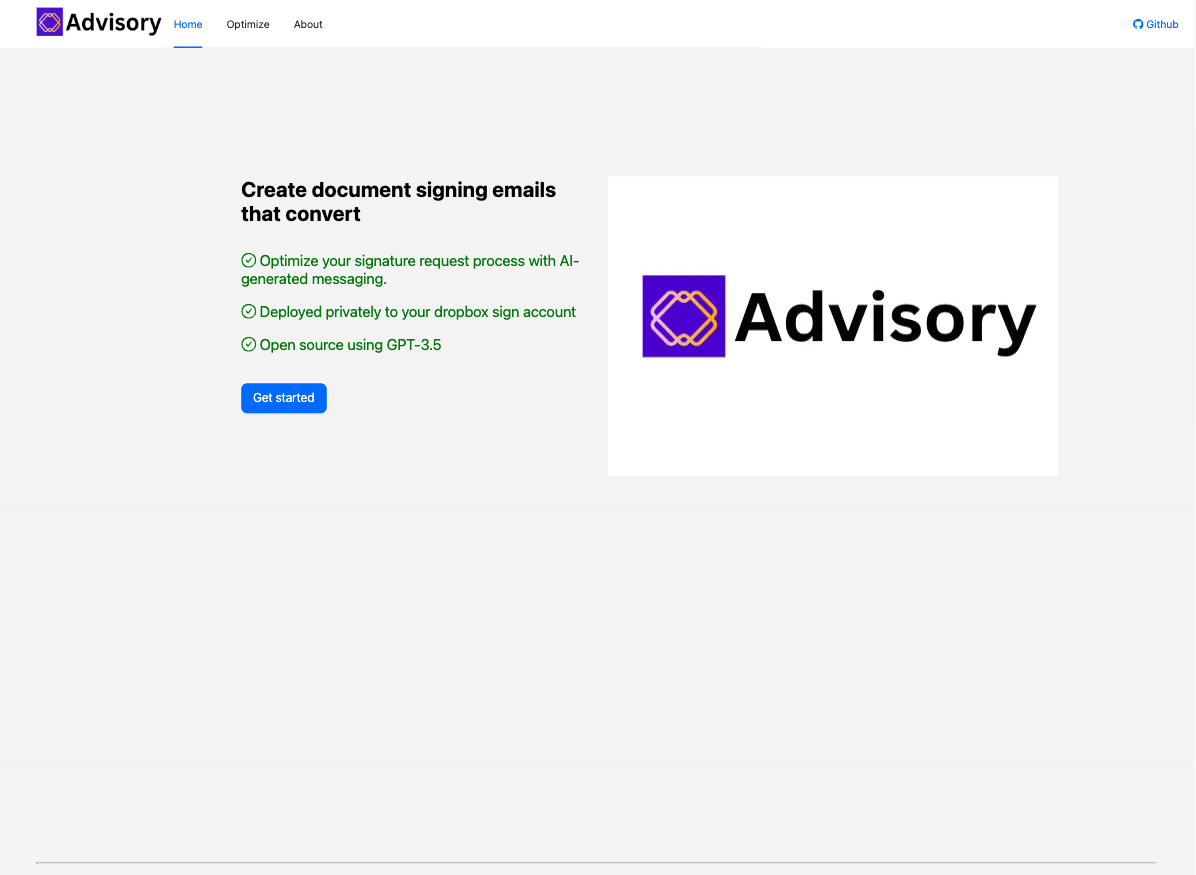 Advisory
Home
Optimize
About
Github
Create document signing emails
that convert
Optimize your signature request process with AI-
generated messaging.
Deployed privately to your dropbox sign account
Open source using GPT-3.5
Get started
Advisory